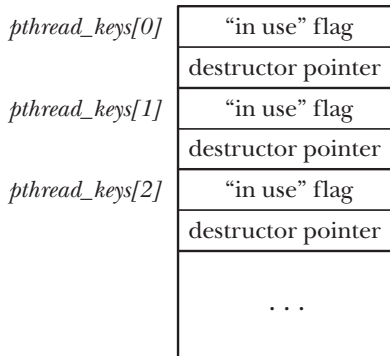 pthread_keys[0] “in use” flag
destructor pointer
pthread_keys[1] “in use” flag
destructor pointer
pthread_keys[2] “in use” flag
destructor pointer
. . .